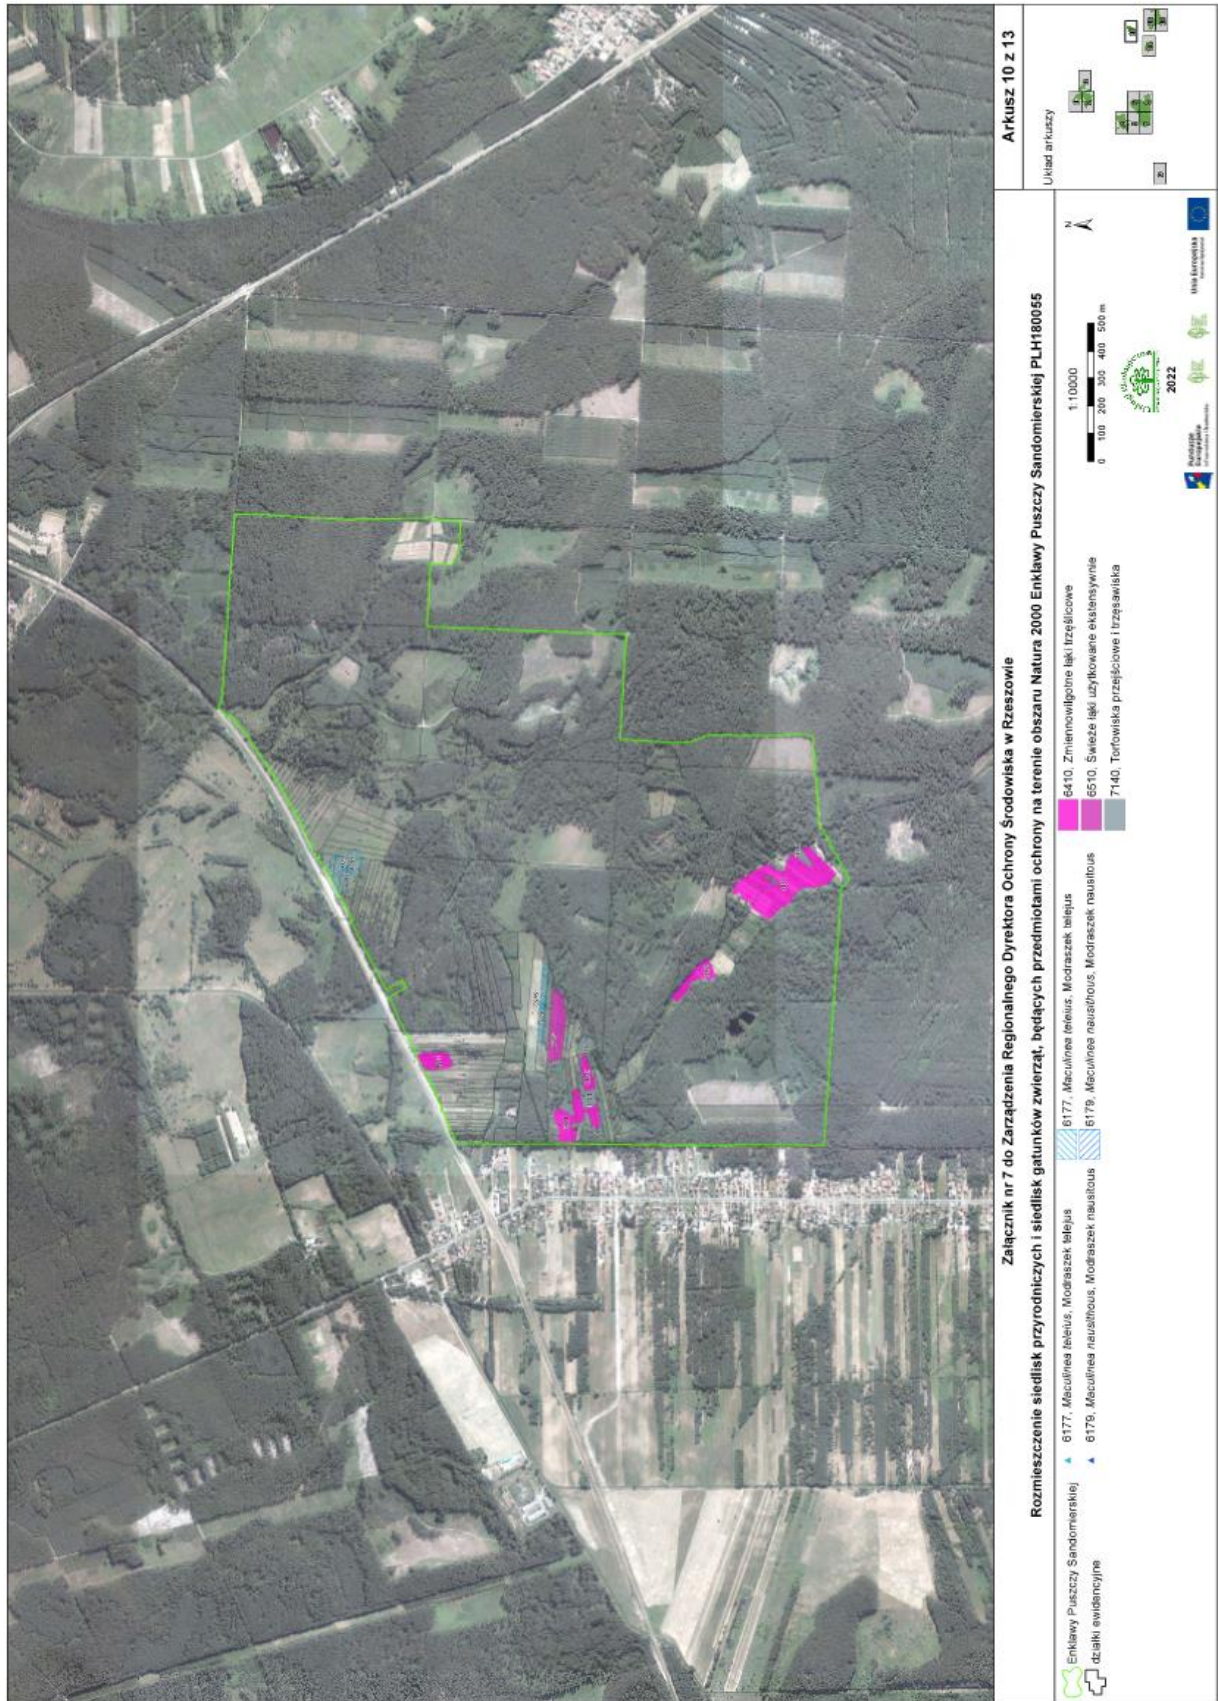 Załącznik nr 7 do Zarządzenia Regionalnego Dyrektora Ochrony Środowiska w Rzeszowie
Rozmieszczenie siedlisk przyrodniczych i siedlisk gatunków zwierząt, będących przedmiotami ochrony na terenie obszaru Natura 2000 Enklawy Puszczy Sandomierskiej PLH180055
Arkusz 10 z 13
Układ arkuszy
Enklawy Puszczy Sandomierskiej
działki ewidencyjne
6177, Maculinea teleius, Modraszek telejus
6179, Maculinea nausithous, Modraszek nausitous
6177, Maculinea teleius, Modraszek telejus
6179, Maculinea nausithous, Modraszek nausitous
6410, Zmiennowilgotne łąki trzęślicowe
6510, Świeże łąki użytkowane ekstensywnie
7140, Torfowiska przejściowe i trzęsawiska
1:10000
0 100 200 300 400 500 m
N
2022
Fundusze
Europejskie
Unia Europejska